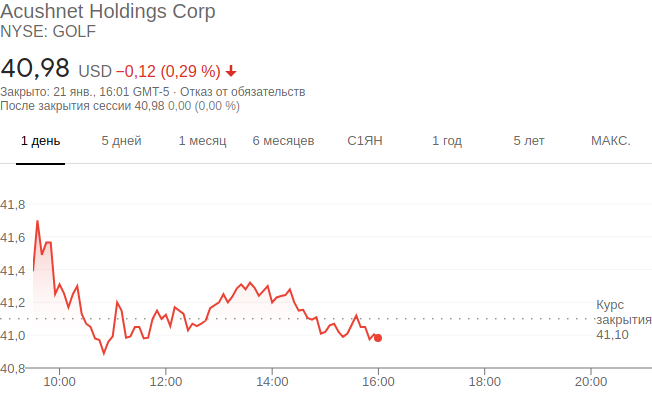 Acushnet Holdings Corp
NYSE: GOLF
40,98 USD −0,12 (0,29 %)
Закрыто: 21 янв., 16:01 GMT-5 · Отказ от обязательств
После закрытия сессии 40,98 0,00 (0,00 %)
1 день 5 дней 1 месяц 6 месяцев С1ЯН 1 год 5 лет МАКС.
41,8
41,6
41,4
41,2
Курс
закрытия
41,10
41,0
40,8
10:00 12:00 14:00 16:00 18:00 20:00